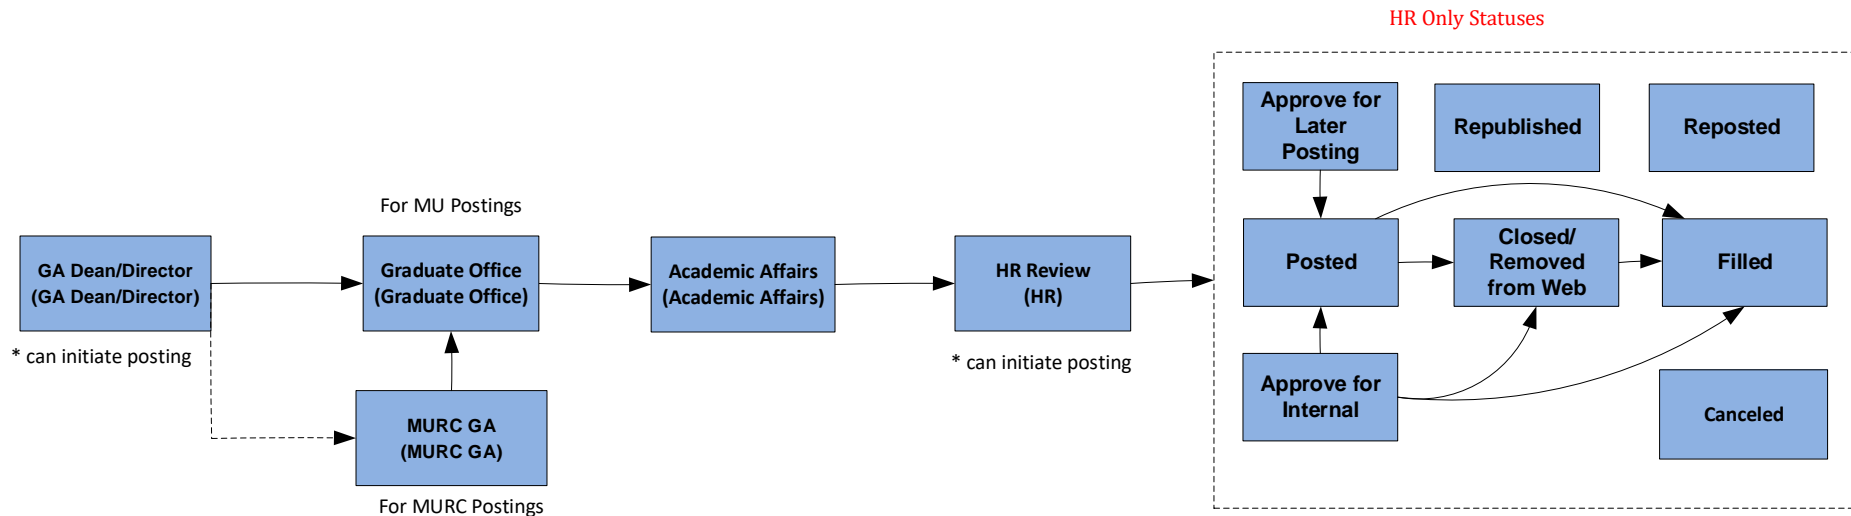 HR Only Statuses
For MU Postings
GA Dean/Director
(GA Dean/Director)
* can initiate posting
Graduate Office
(Graduate Office)
MURC GA
(MURC GA)
For MURC Postings
Academic Affairs
(Academic Affairs)
HR Review
(HR)
* can initiate posting
Approve for
Later
Posting
Republished
Reposted
Posted
Closed/
Removed
from Web
Filled
Approve for
Internal
Canceled